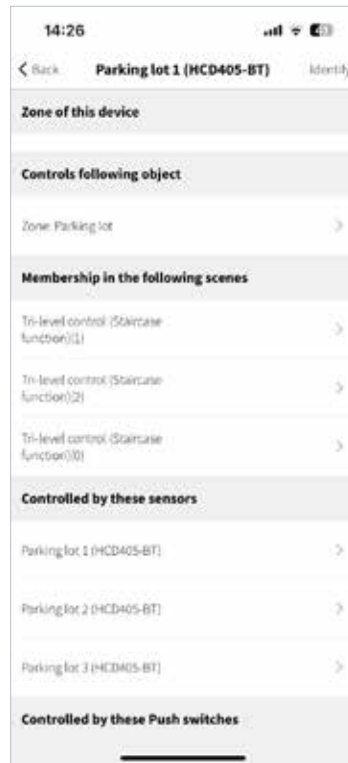 14:26
Back Parking lot 1 (HCD405-BT) Identify
Zone of this device
Controls following object
Zone: Parking lot
Membership in the following scenes
Tri-level control (Staircase
function)(1)
Tri-level control (Staircase
function)(2)
Tri-level control (Staircase
function)(0)
Controlled by these sensors
Parking lot 1 (HCD405-BT)
Parking lot 2 (HCD405-BT)
Parking lot 3 (HCD405-BT)
Controlled by these Push switches